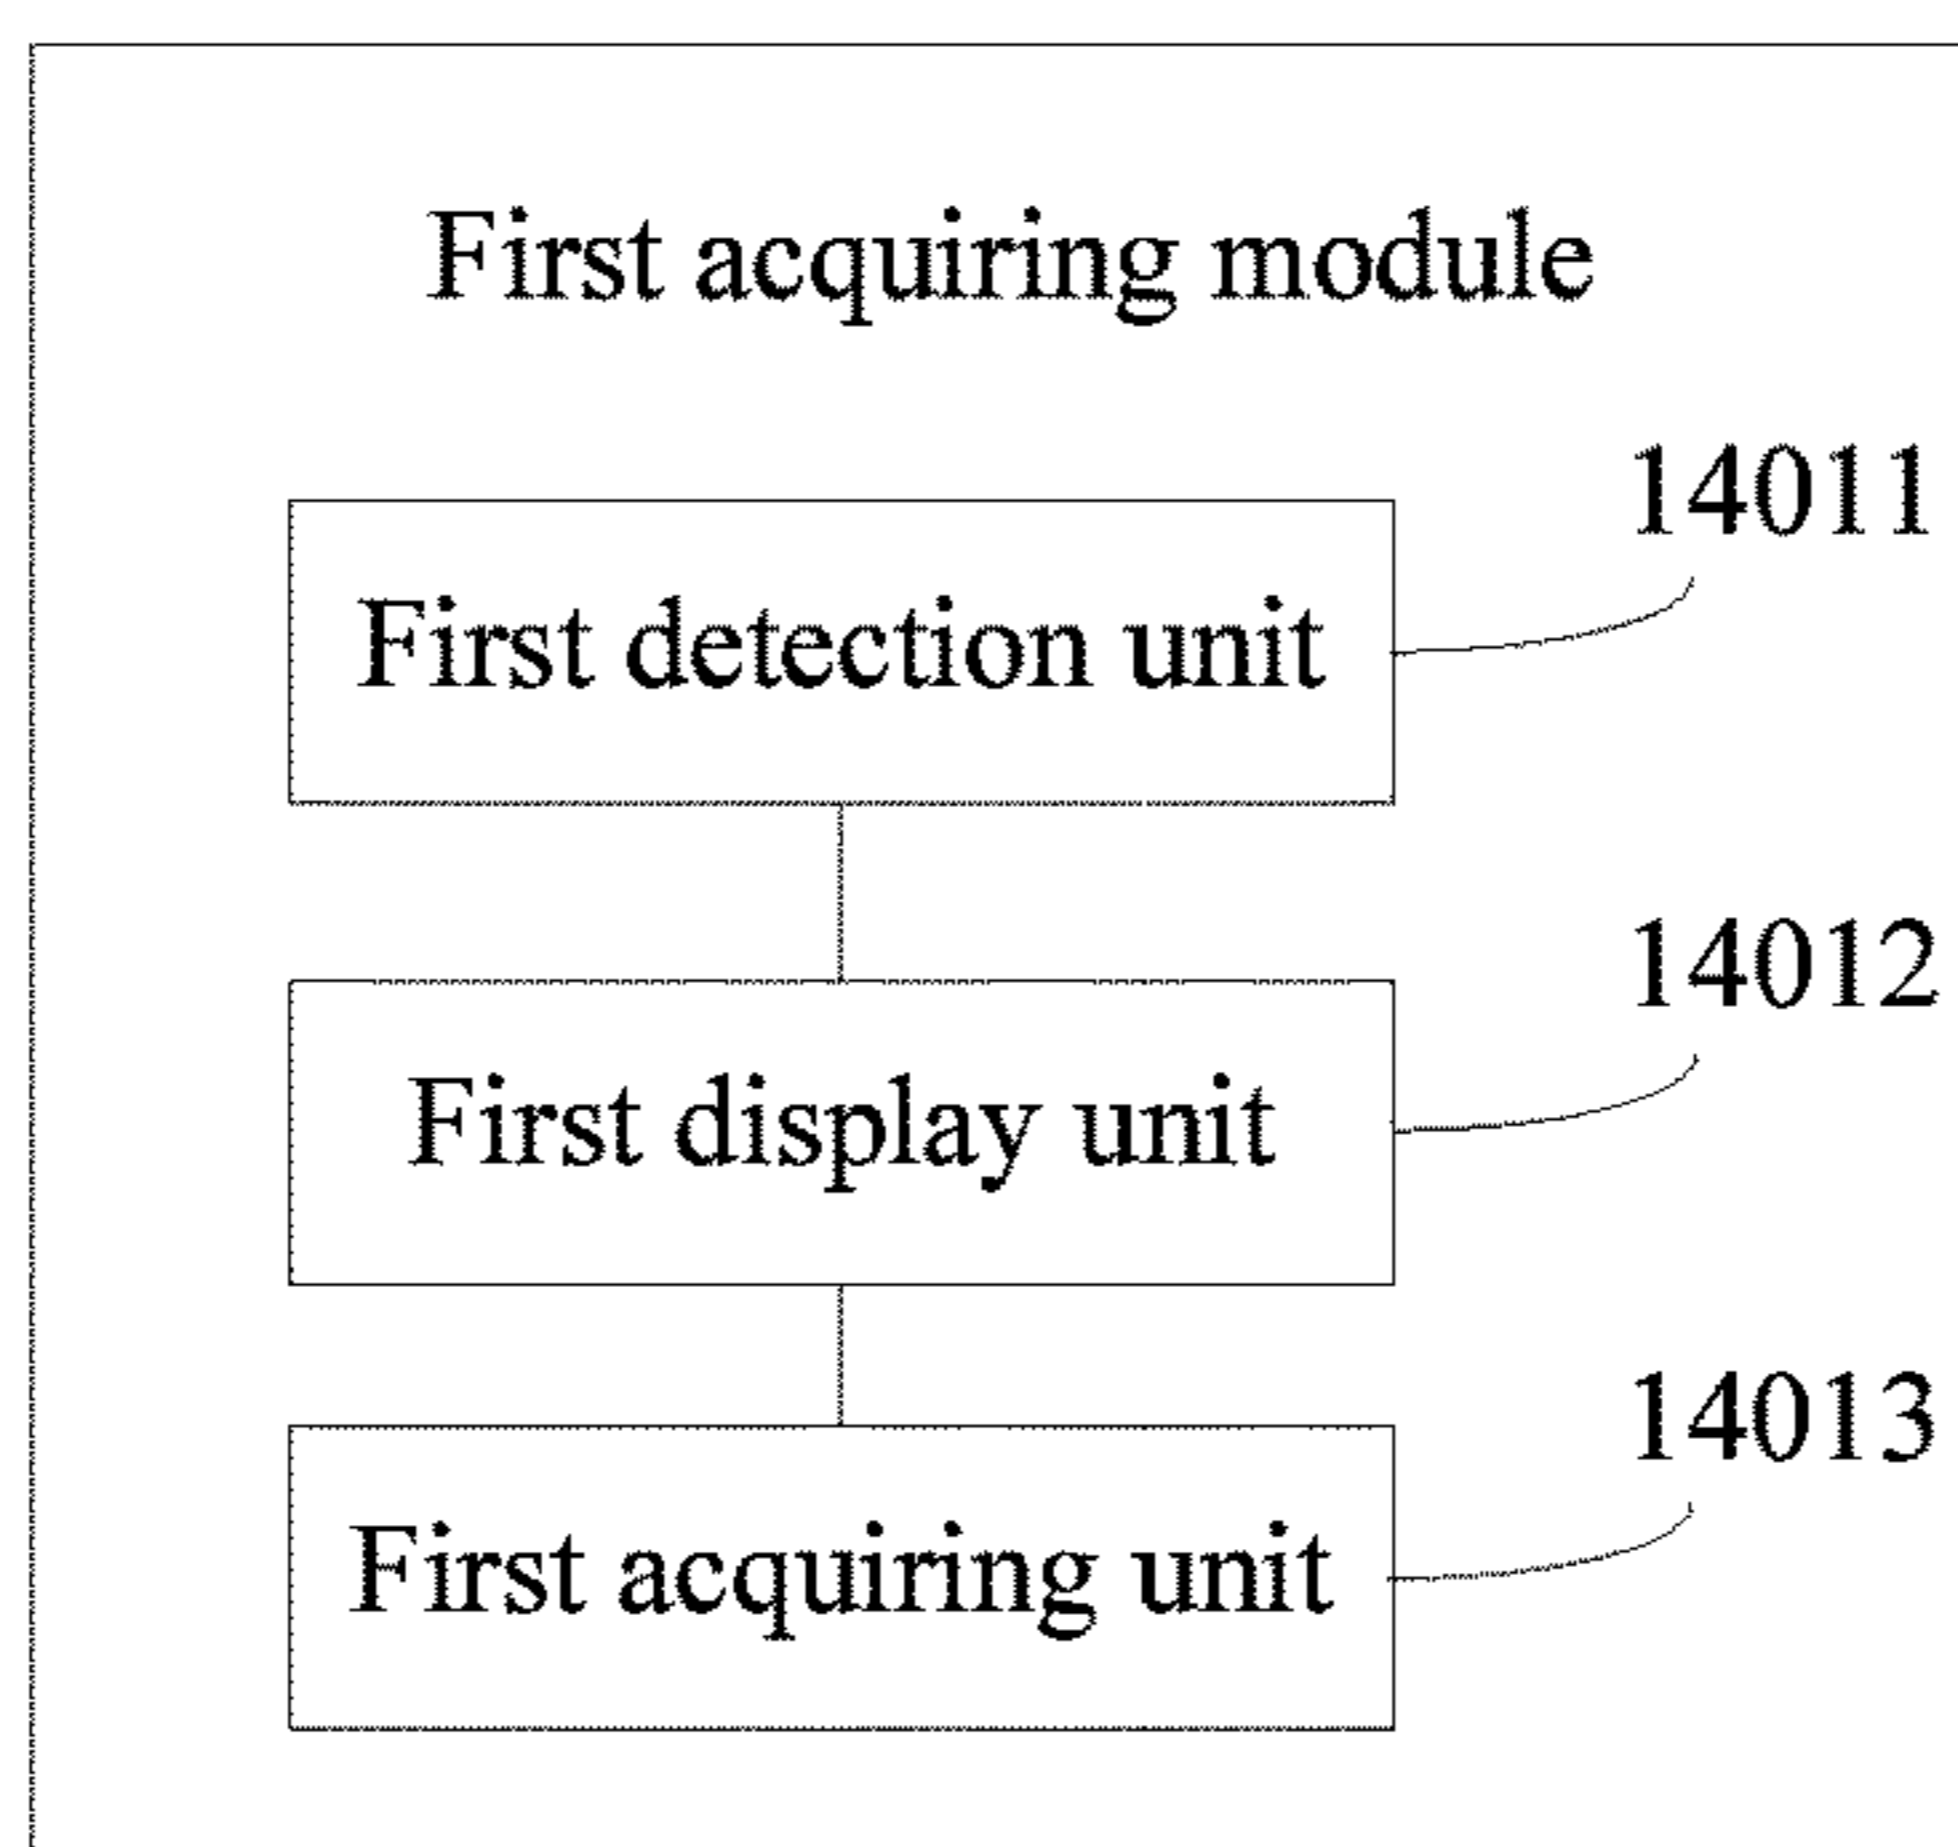 First acquiring module
14011
First detection unit
14012
First display unit
14013
First acquiring unit